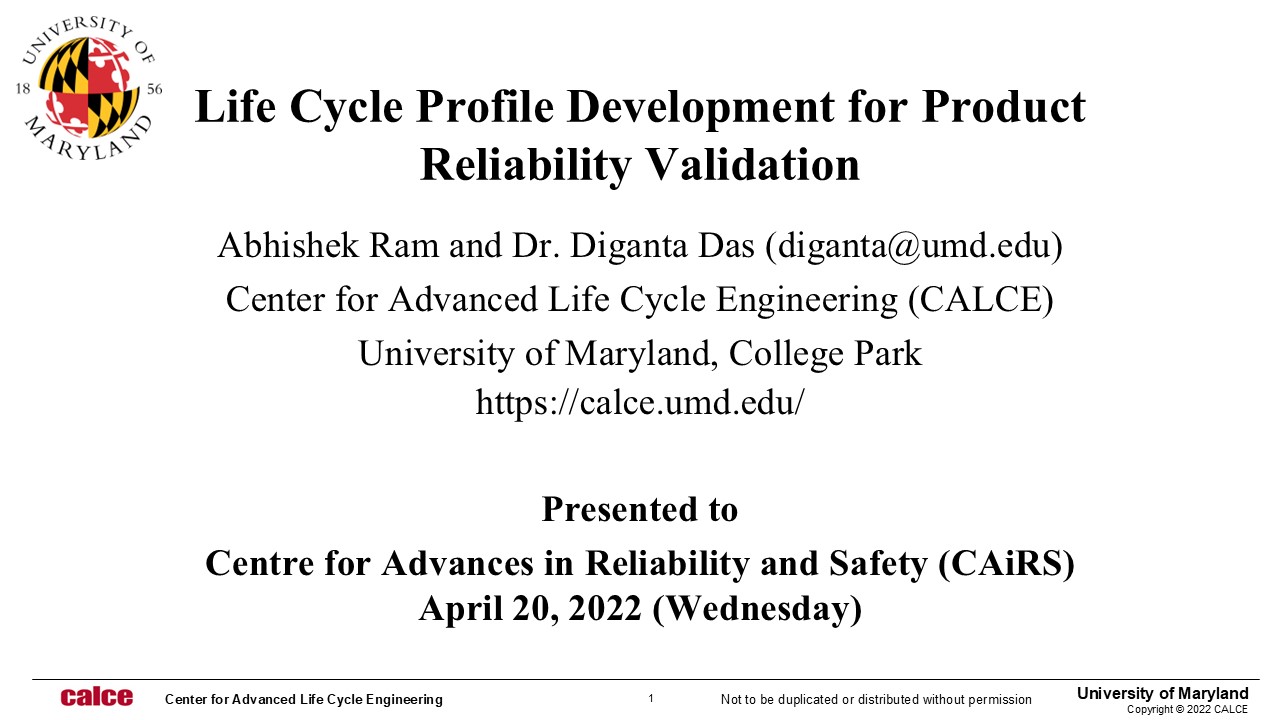 UNIVERSITY OF
18 56
MARYLAND
Life Cycle Profile Development for Product
Reliability Validation
Abhishek Ram and Dr. Diganta Das (diganta@umd.edu)
Center for Advanced Life Cycle Engineering (CALCE)
University of Maryland, College Park
https://calce.umd.edu/
Presented to
Centre for Advances in Reliability and Safety (CAiRS)
April 20, 2022 (Wednesday)
calce Center for Advanced Life Cycle Engineering 1 Not to be duplicated or distributed without permission University of Maryland
Copyright © 2022 CALCE